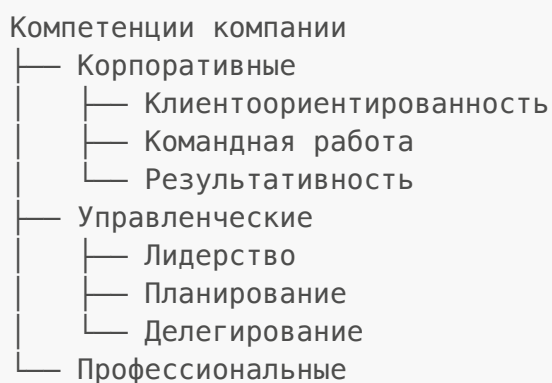 Компетенции компании
├── Корпоративные
│   ├── Клиентоориентированность
│   ├── Командная работа
│   └── Результативность
├── Управленческие
│   ├── Лидерство
│   ├── Планирование
│   └── Делегирование
└── Профессиональные